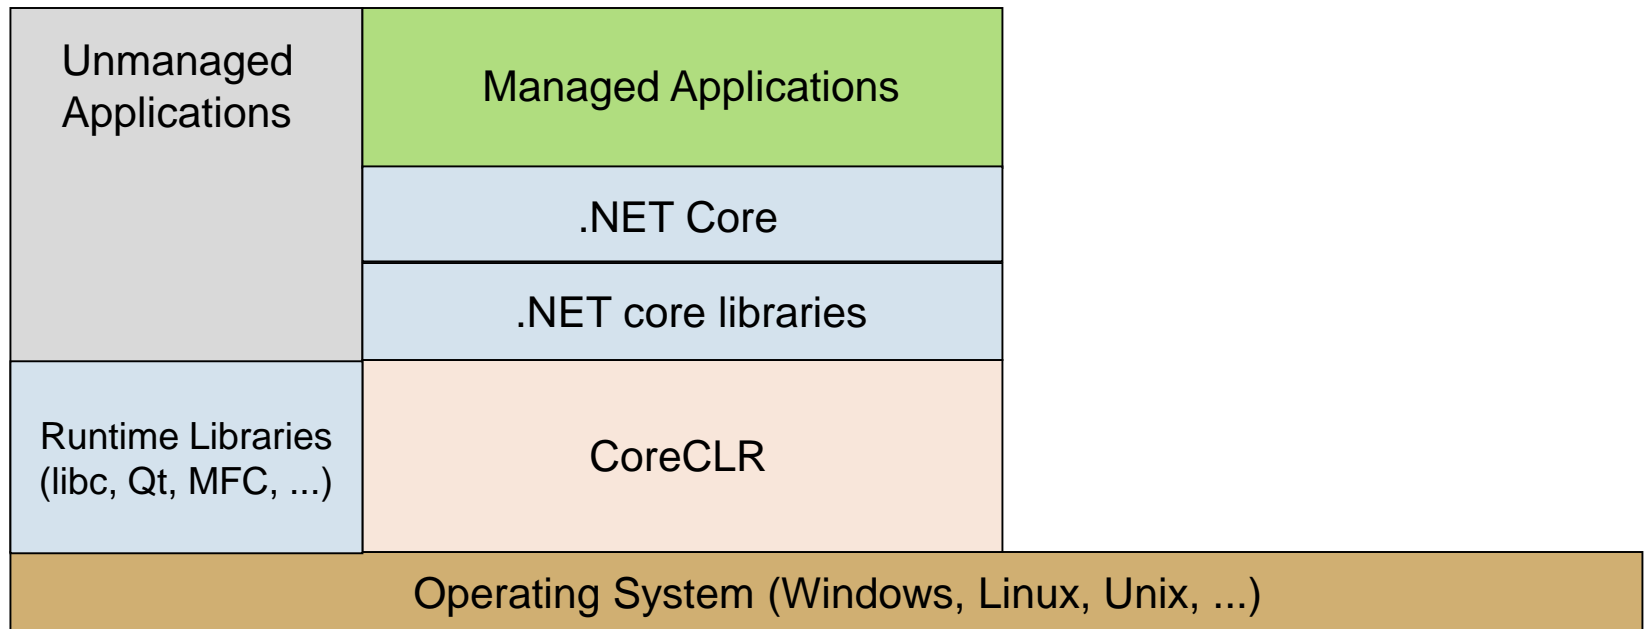 Unmanaged
Applications
Managed Applications
.NET Core
.NET core libraries
Runtime Libraries
(libc, Qt, MFC, ...)
CoreCLR
Operating System (Windows, Linux, Unix, ...)